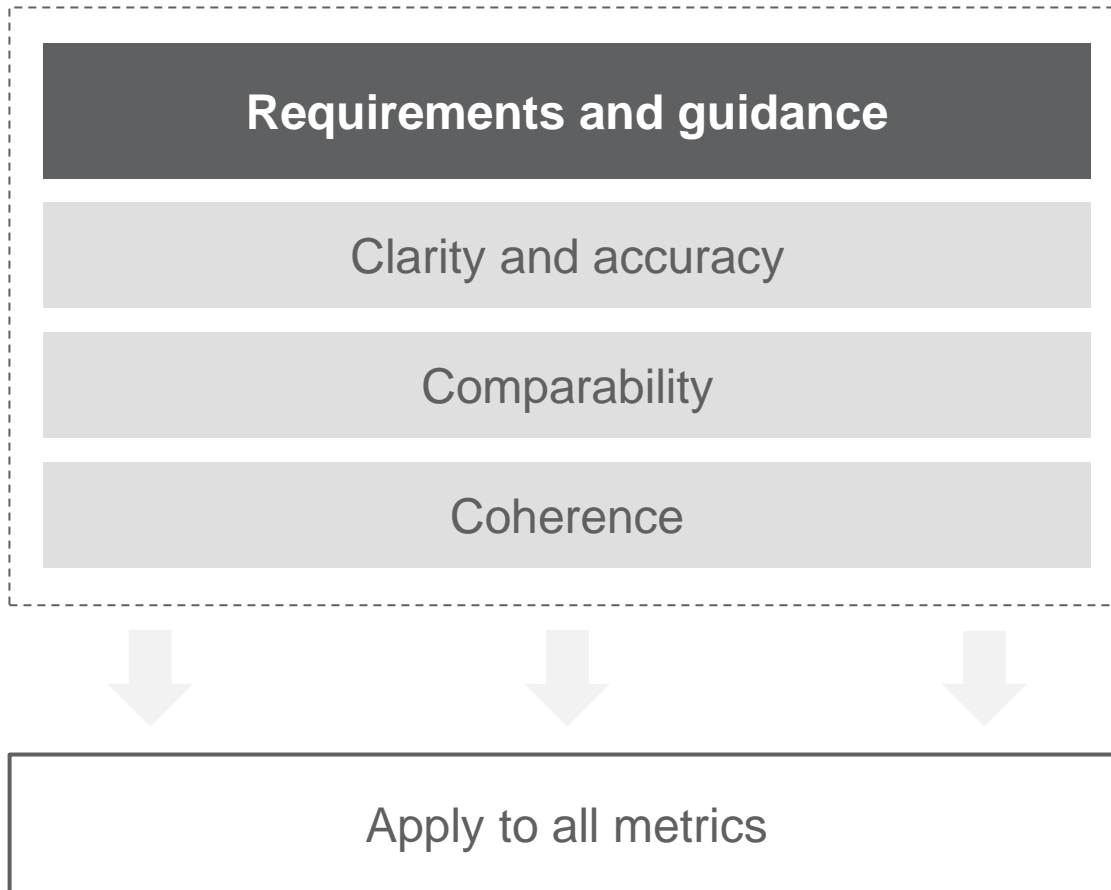 Requirements and guidance
Clarity and accuracy
Comparability
Coherence
Apply to all metrics